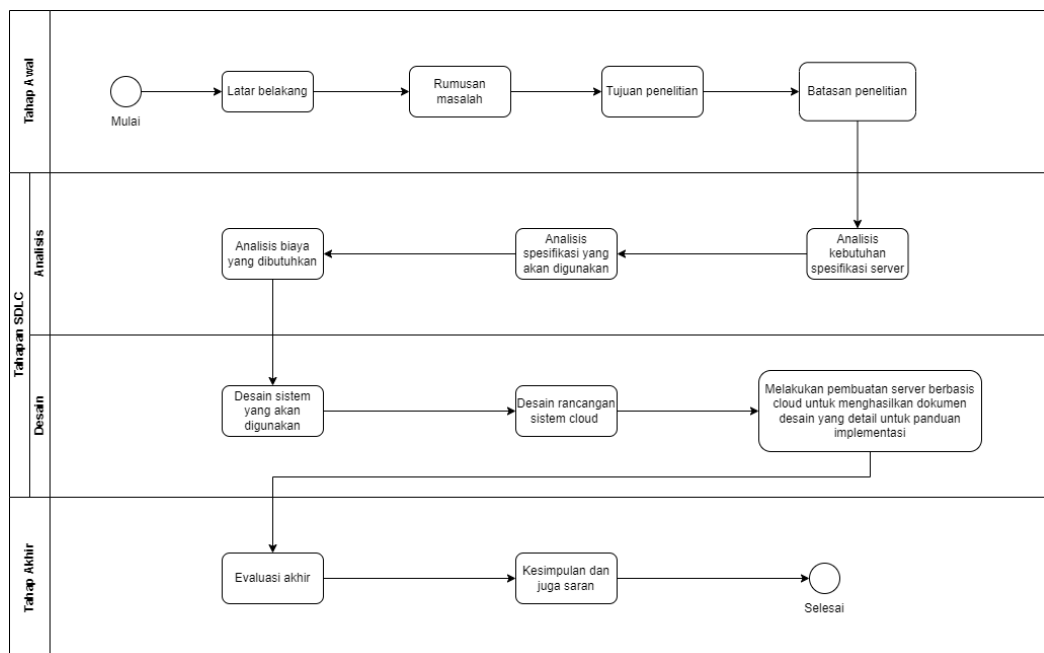 Tahap Awal
Mulai
Latar belakang
Rumusan
masalah
Tujuan penelitian
Batasan penelitian
Tahapan SDLC
Analisis
Analisis biaya
yang dibutuhkan
Analisis
spesifikasi yang
akan digunakan
Analisis
kebutuhan
spesifikasi server
Desain
Desain sistem
yang akan
digunakan
Desain rancangan
sistem cloud
Melakukan pembuatan server berbasis
cloud untuk menghasilkan dokumen
desain yang detail untuk panduan
implementasi
Tahap Akhir
Evaluasi akhir
Kesimpulan dan
juga saran
Selesai